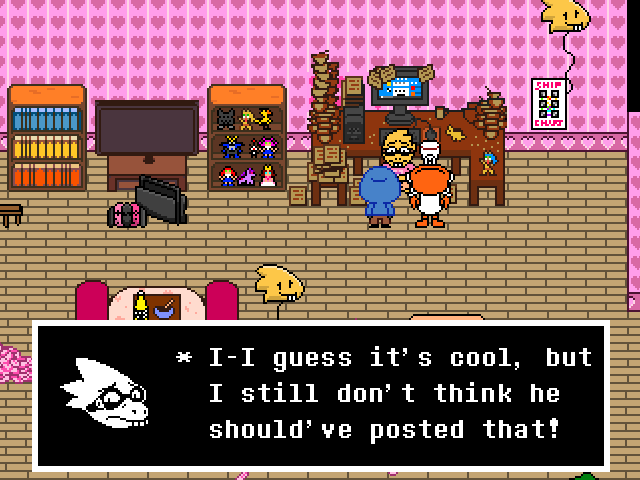 SHIP
CHART
* I-I guess it's cool, but
I still don't think he
should've posted that!